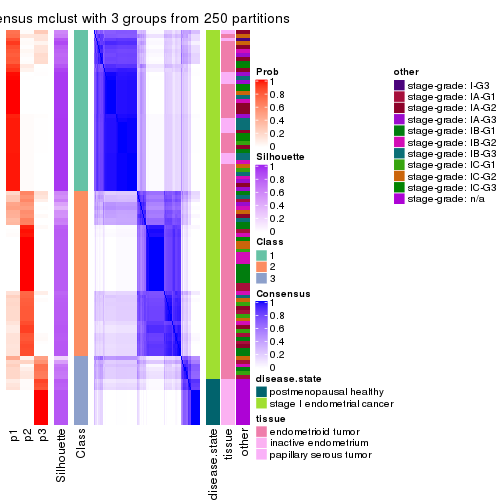 ensus mclust with 3 groups from 250 partitions
Prob
1
0.8
0.6
0.4
0.2
0
Silhouette
1
0.8
0.6
0.4
0.2
0
Class
1
2
3
Consensus
1
0.8
0.6
0.4
0.2
0
disease.state
postmenopausal healthy
stage I endometrial cancer
tissue
endometrioid tumor
inactive endometrium
papillary serous tumor
other
stage-grade: I-G3
stage-grade: IA-G1
stage-grade: IA-G2
stage-grade: IA-G3
stage-grade: IB-G1
stage-grade: IB-G2
stage-grade: IB-G3
stage-grade: IC-G1
stage-grade: IC-G2
stage-grade: IC-G3
stage-grade: n/a
p1
p2
p3
Silhouette
Class
disease.state
tissue
other